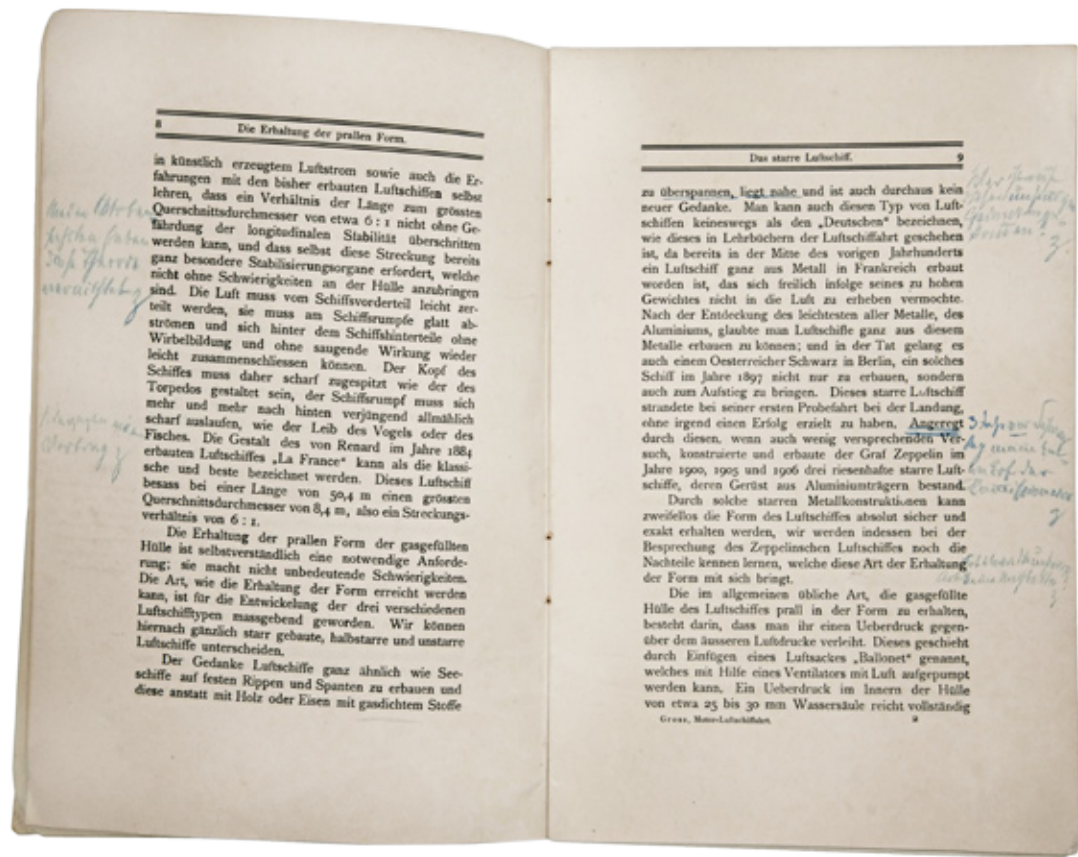 8
Die Erhaltung der prallen Form.
in künstlich erzeugtem Luftstrom sowie auch die Er-
fahrungen mit den bisher erbauten Luftschiffen selbst
lehren, dass ein Verhältnis der Länge zum grössten
Querschnittsdurchmesser von etwa 6 : 1 nicht ohne Ge-
fährdung der longitudinalen Stabilität überschritten
werden kann, und dass selbst diese Streckung bereits
ganz besondere Stabilisierungsorgane erfordert, welche
nicht ohne Schwierigkeiten an der Hülle anzubringen
sind. Die Luft muss vom Schiffsvorderteil leicht zer-
teilt werden, sie muss am Schiffsrumpfe glatt ab-
strömen und sich hinter dem Schiffshinterteile ohne
Wirbelbildung und ohne saugende Wirkung wieder
leicht zusammenschliessen können. Der Kopf des
Schiffes muss daher scharf zugespitzt wie der des
Torpedos gestaltet sein, der Schiffsrumpf muss sich
mehr und mehr nach hinten verjüngend allmählich
scharf auslaufen, wie der Leib des Vogels oder des
Fisches. Die Gestalt des von Renard im Jahre 1884
erbauten Luftschiffes „La France“ kann als die klassi-
sche und beste bezeichnet werden. Dieses Luftschiff
besass bei einer Länge von 50,4 m einen grössten
Querschnittsdurchmesser von 8,4 m, also ein Streckungs-
verhältnis von 6 : 1.
Die Erhaltung der prallen Form der gasgefüllten
Hülle ist selbstverständlich eine notwendige Anforde-
rung; sie macht nicht unbedeutende Schwierigkeiten.
Die Art, wie die Erhaltung der Form erreicht werden
kann, ist für die Entwickelung der drei verschiedenen
Luftschifftypen massgebend geworden. Wir können
hiernach gänzlich starr gebaute, halbstarre und unstarre
Luftschiffe unterscheiden.
Der Gedanke Luftschiffe ganz ähnlich wie See-
schiffe auf festen Rippen und Spanten zu erbauen und
diese anstatt mit Holz oder Eisen mit gasdichtem Stoffe
Das starre Luftschiff.
9
zu überspannen, liegt nahe und ist auch durchaus kein
neuer Gedanke. Man kann auch diesen Typ von Luft-
schiffen keineswegs als den „Deutschen“ bezeichnen,
wie dieses in Lehrbüchern der Luftschiffahrt geschehen
ist, da bereits in der Mitte des vorigen Jahrhunderts
ein Luftschiff ganz aus Metall in Frankreich erbaut
worden ist, das sich freilich infolge seines zu hohen
Gewichtes nicht in die Luft zu erheben vermochte.
Nach der Entdeckung des leichtesten aller Metalle, des
Aluminiums, glaubte man Luftschiffe ganz aus diesem
Metalle erbauen zu können; und in der Tat gelang es
auch einem Oesterreicher Schwarz in Berlin, ein solches
Schiff im Jahre 1897 nicht nur zu erbauen, sondern
auch zum Aufstieg zu bringen. Dieses starre Luftschiff
strandete bei seiner ersten Probefahrt bei der Landung,
ohne irgend einen Erfolg erzielt zu haben. Angeregt
durch diesen, wenn auch wenig versprechenden Ver-
such, konstruierte und erbaute der Graf Zeppelin im
Jahre 1900, 1905 und 1906 drei riesenhafte starre Luft-
schiffe, deren Gerüst aus Aluminiumträgern bestand.
Durch solche starren Metallkonstruktionen kann
zweifellos die Form des Luftschiffes absolut sicher und
exakt erhalten werden, wir werden indessen bei der
Besprechung des Zeppelinschen Luftschiffes noch die
Nachteile kennen lernen, welche diese Art der Erhaltung
der Form mit sich bringt.
Die im allgemeinen übliche Art, die gasgefüllte
Hülle des Luftschiffes prall in der Form zu erhalten,
besteht darin, dass man ihr einen Ueberdruck gegen-
über dem äusseren Luftdrucke verleiht. Dieses geschieht
durch Einfügen eines Luftsackes „Ballonet“ genannt,
welches mit Hilfe eines Ventilators mit Luft aufgepumpt
werden kann. Ein Ueberdruck im Innern der Hülle
von etwa 25 bis 30 mm Wassersäule reicht vollständig
Gross, Motor-Luftschiffahrt.
2